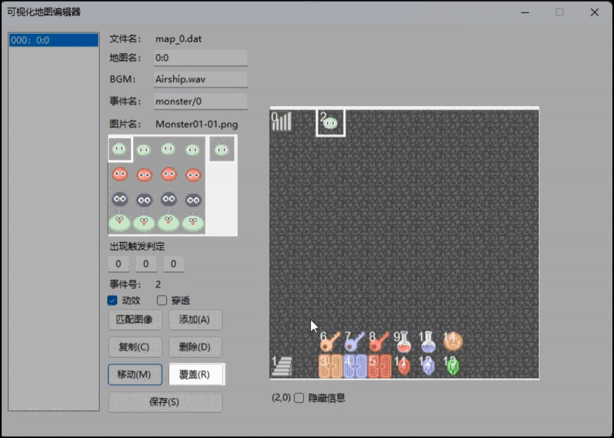 可视化地图编辑器
000: 0:0
文件名: map_0.dat
地图名: 0:0
BGM: Airship.wav
事件名: monster/0
图片名: Monster01-01.png
出现触发判定
0 0 0
事件号: 2
动效 穿透
匹配图像 添加(A)
复制(C) 删除(D)
移动(M) 覆盖(R)
保存(S)
0 2
6 7 8 9 10 14
1 3 4 5 11 12 13
(2,0) 隐藏信息